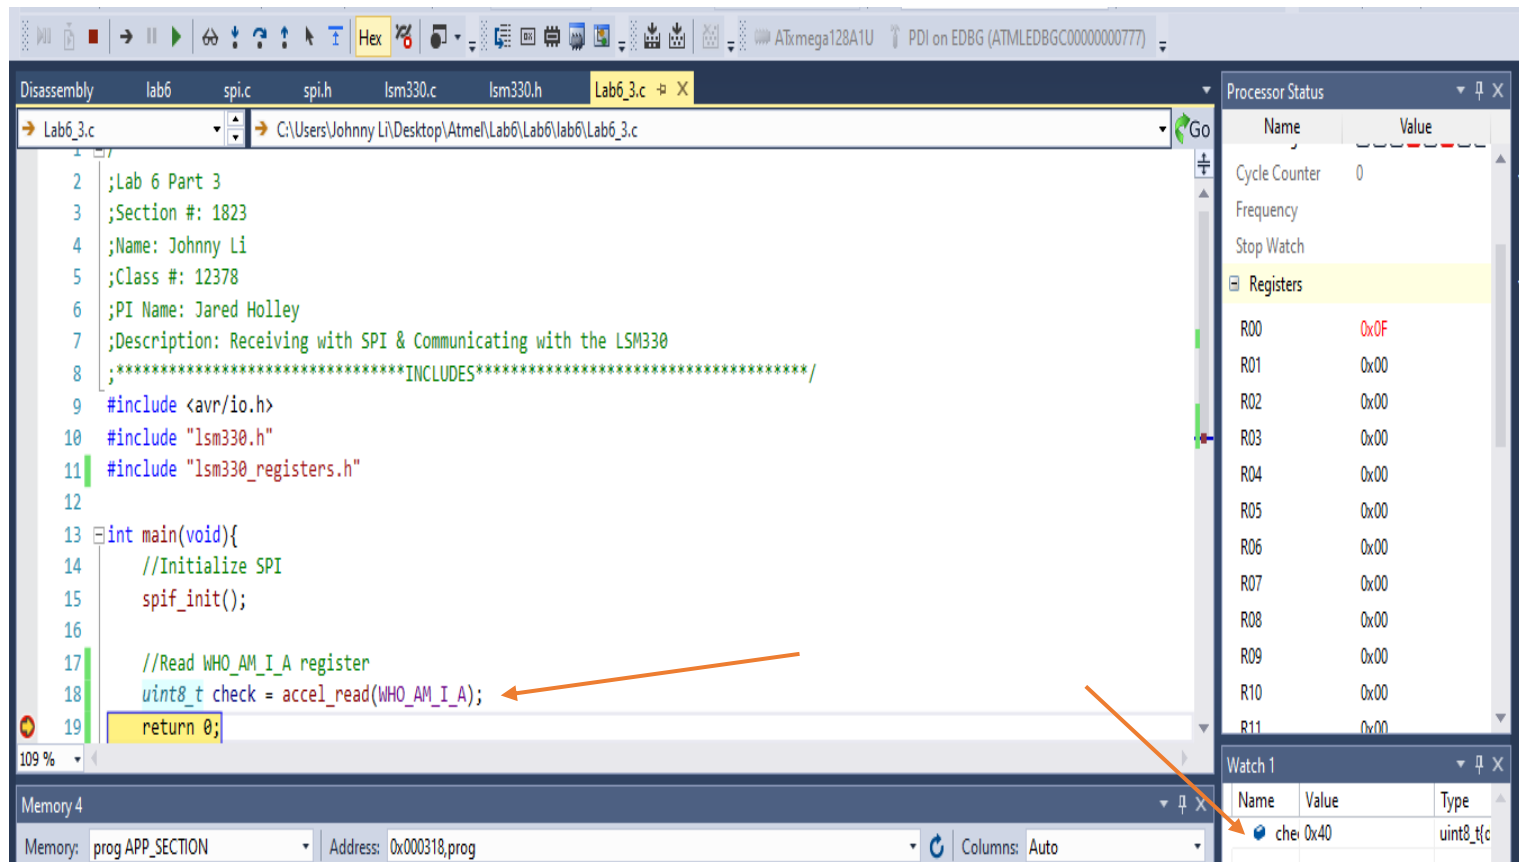 Hex
ATxmega128A1U PDI on EDBG (ATMLEDBGC00000000777)
Disassembly lab6 spi.c spi.h lsm330.c lsm330.h Lab6_3.c
Lab6_3.c C:\Users\Johnny Li\Desktop\Atmel\Lab6\Lab6\lab6\Lab6_3.c Go
1 /
2 ;Lab 6 Part 3
3 ;Section #: 1823
4 ;Name: Johnny Li
5 ;Class #: 12378
6 ;PI Name: Jared Holley
7 ;Description: Receiving with SPI & Communicating with the LSM330
8 ;*********************************INCLUDES**************************************/
9 #include <avr/io.h>
10 #include "lsm330.h"
11 #include "lsm330_registers.h"
12
13 int main(void){
14 //Initialize SPI
15 spif_init();
16
17 //Read WHO_AM_I_A register
18 uint8_t check = accel_read(WHO_AM_I_A);
19 return 0;
109 %
Processor Status
Name Value
Cycle Counter 0
Frequency
Stop Watch
Registers
R00 0x0F
R01 0x00
R02 0x00
R03 0x00
R04 0x00
R05 0x00
R06 0x00
R07 0x00
R08 0x00
R09 0x00
R10 0x00
R11 0x00
Memory 4
Memory: prog APP_SECTION Address: 0x000318,prog Columns: Auto
Watch 1
Name Value Type
che 0x40 uint8_t{c